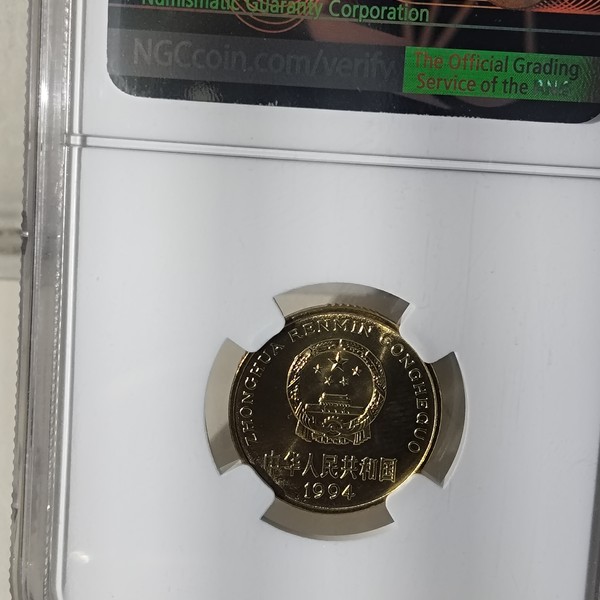 Numismatic Guaranty Corporation
NGCcoin.com/verify
The Official Grading
Service of the
ZHONGHUA RENMIN GONGHEGUO
中华人民共和国
1994